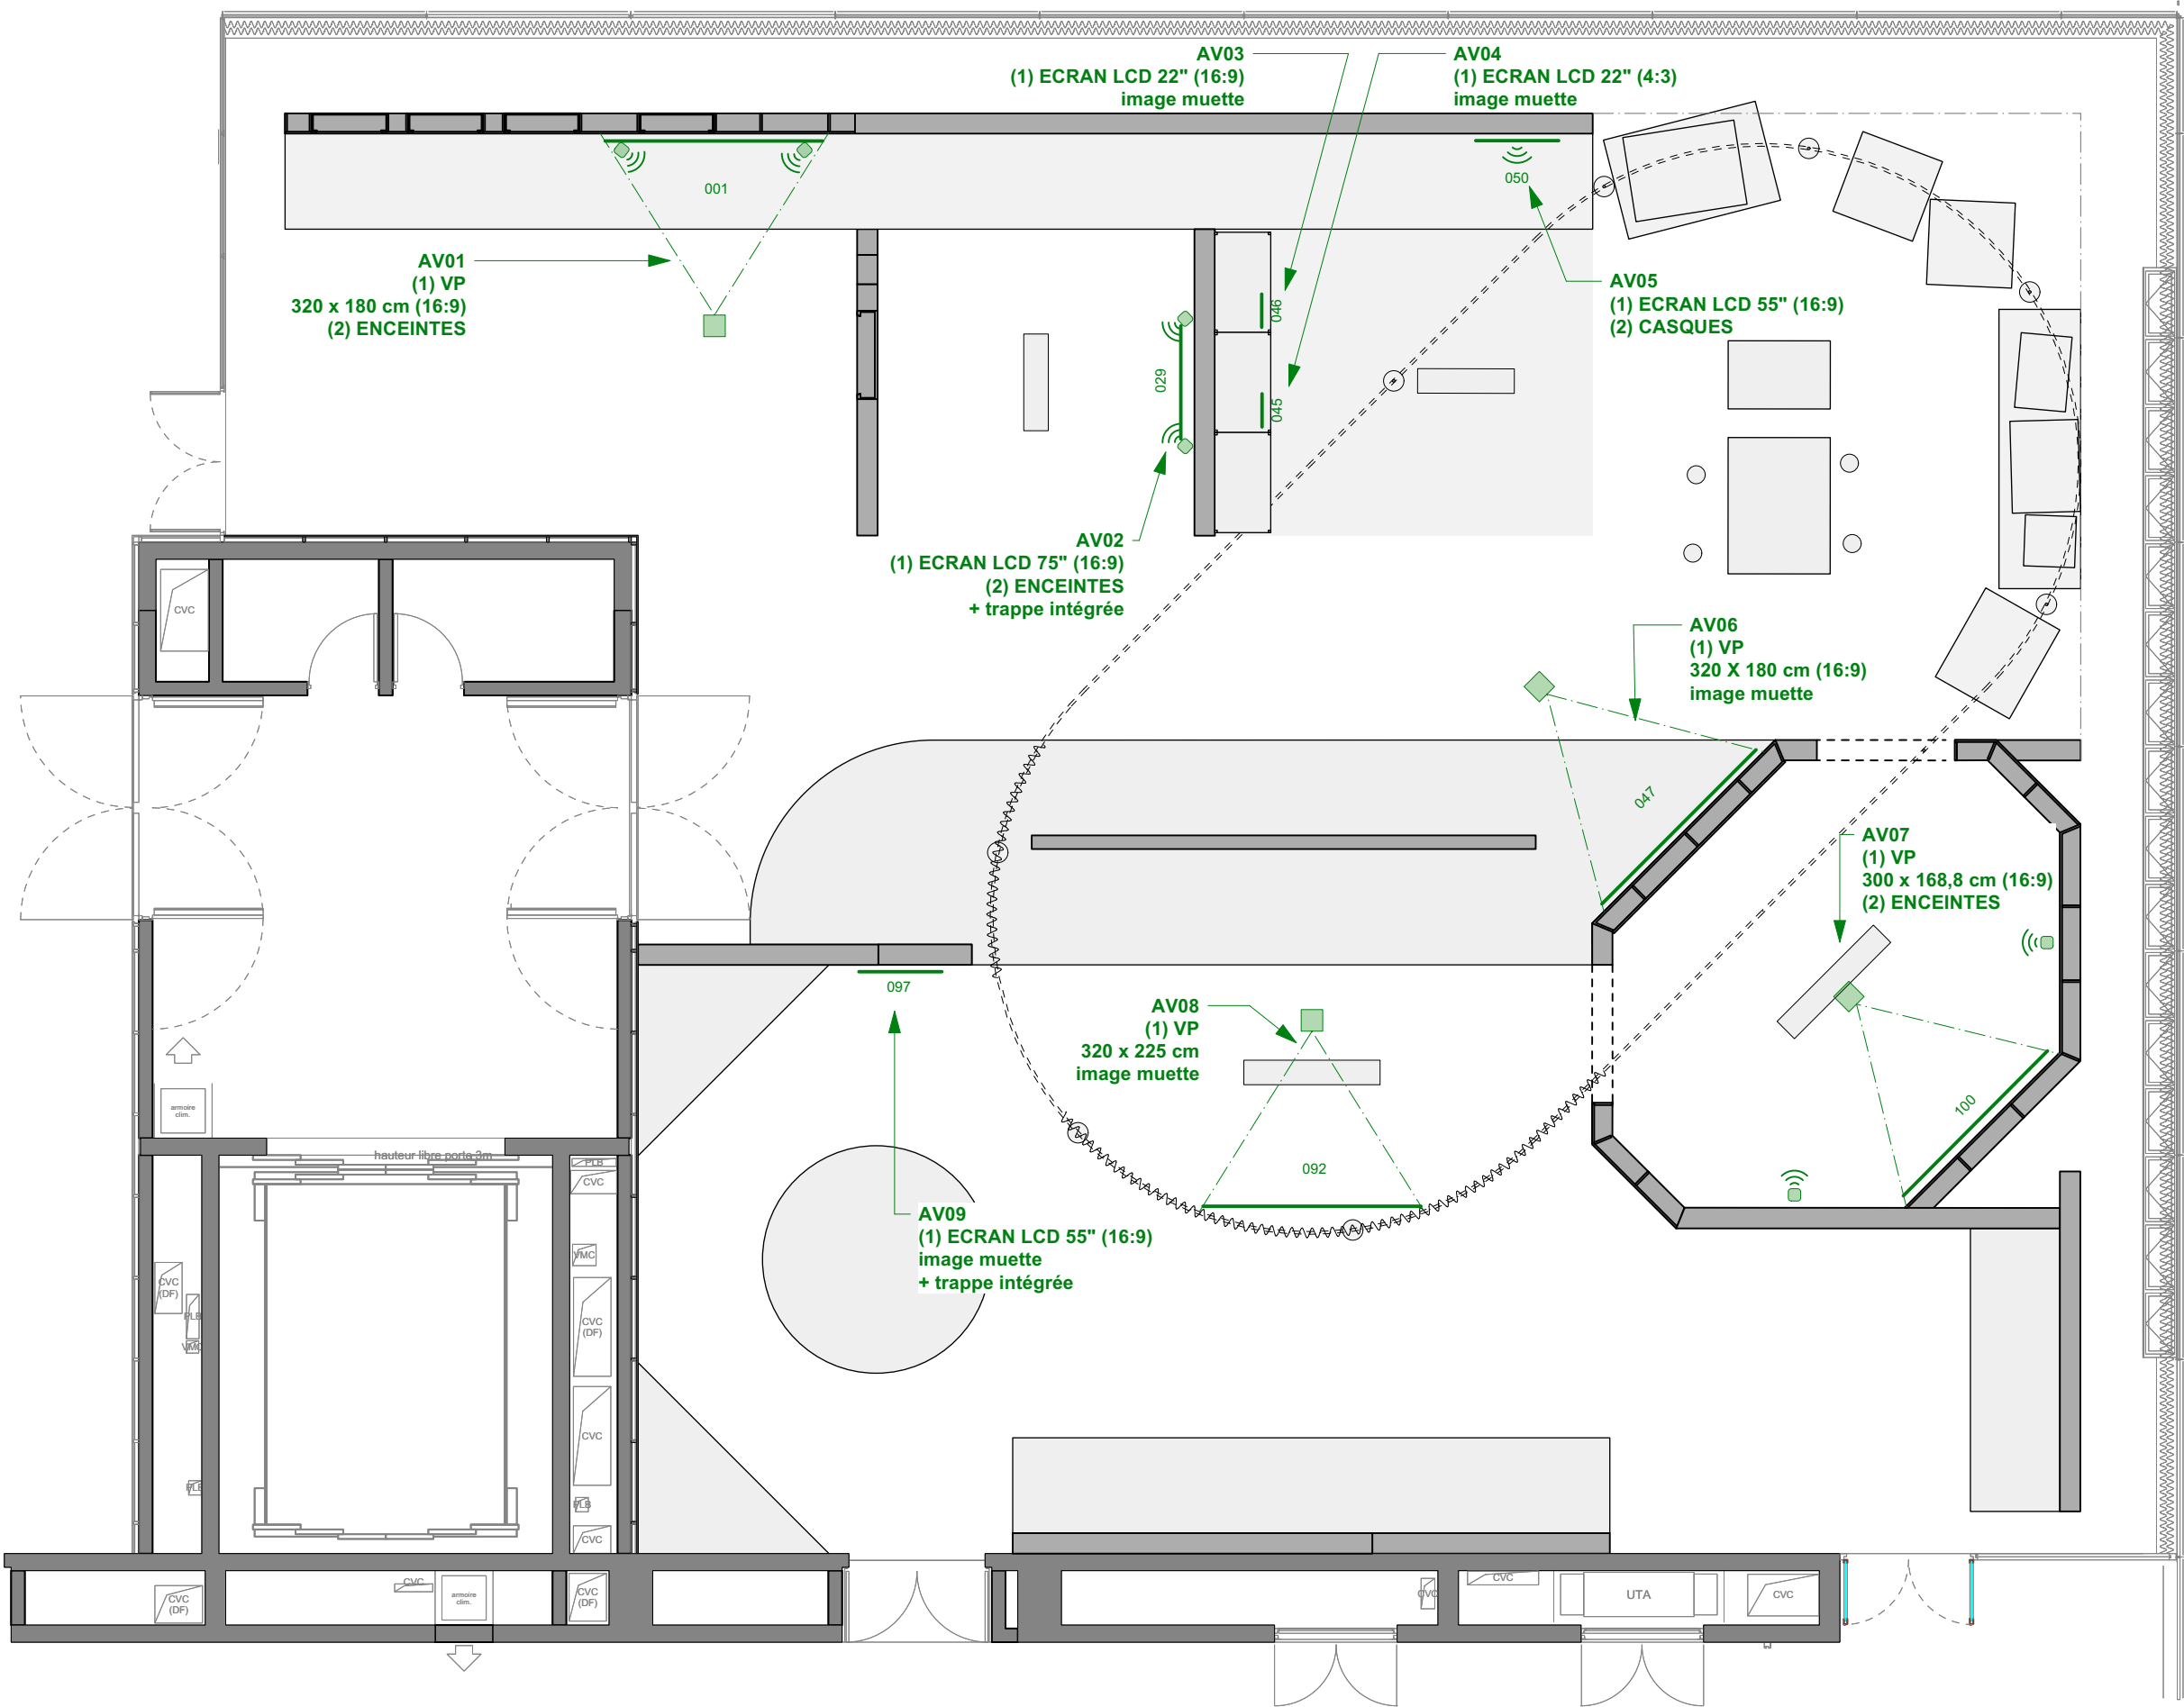 AV03
(1) ECRAN LCD 22" (16:9)
image muette
AV04
(1) ECRAN LCD 22" (4:3)
image muette
001
050
AV01
(1) VP
320 x 180 cm (16:9)
(2) ENCEINTES
AV05
(1) ECRAN LCD 55" (16:9)
(2) CASQUES
046
029
045
AV02
(1) ECRAN LCD 75" (16:9)
(2) ENCEINTES
+ trappe intégrée
CVC
AV06
(1) VP
320 X 180 cm (16:9)
image muette
047
AV07
(1) VP
300 x 168,8 cm (16:9)
(2) ENCEINTES
097
AV08
(1) VP
320 x 225 cm
image muette
100
armoire
clim.
hauteur libre porte 3m
PLB
CVC
092
AV09
(1) ECRAN LCD 55" (16:9)
image muette
+ trappe intégrée
VMC
CVC
(DF)
PLB
VMC
CVC
(DF)
CVC
PLB
PLB
CVC
CVC
(DF)
CVC
armoire
clim.
CVC
(DF)
CVC
CVC
UTA
CVC